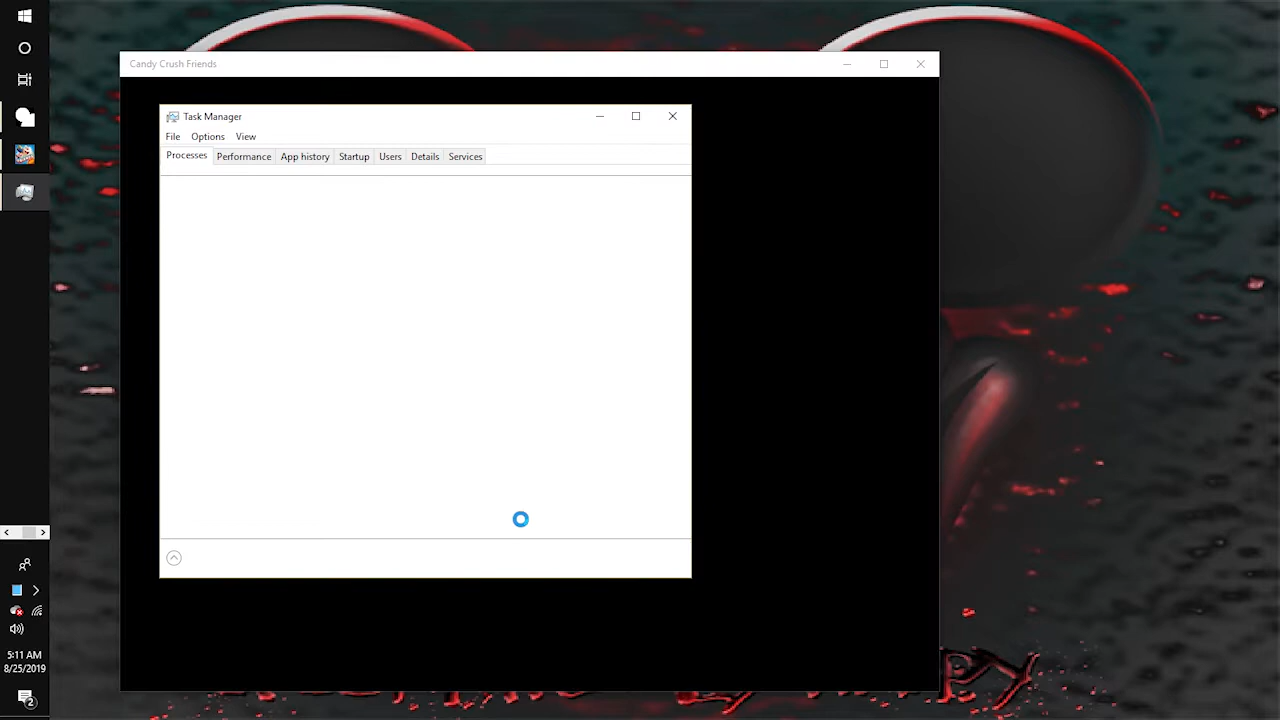 Candy Crush Friends
Task Manager
File Options View
Processes Performance App history Startup Users Details Services
5:11 AM
8/25/2019
2